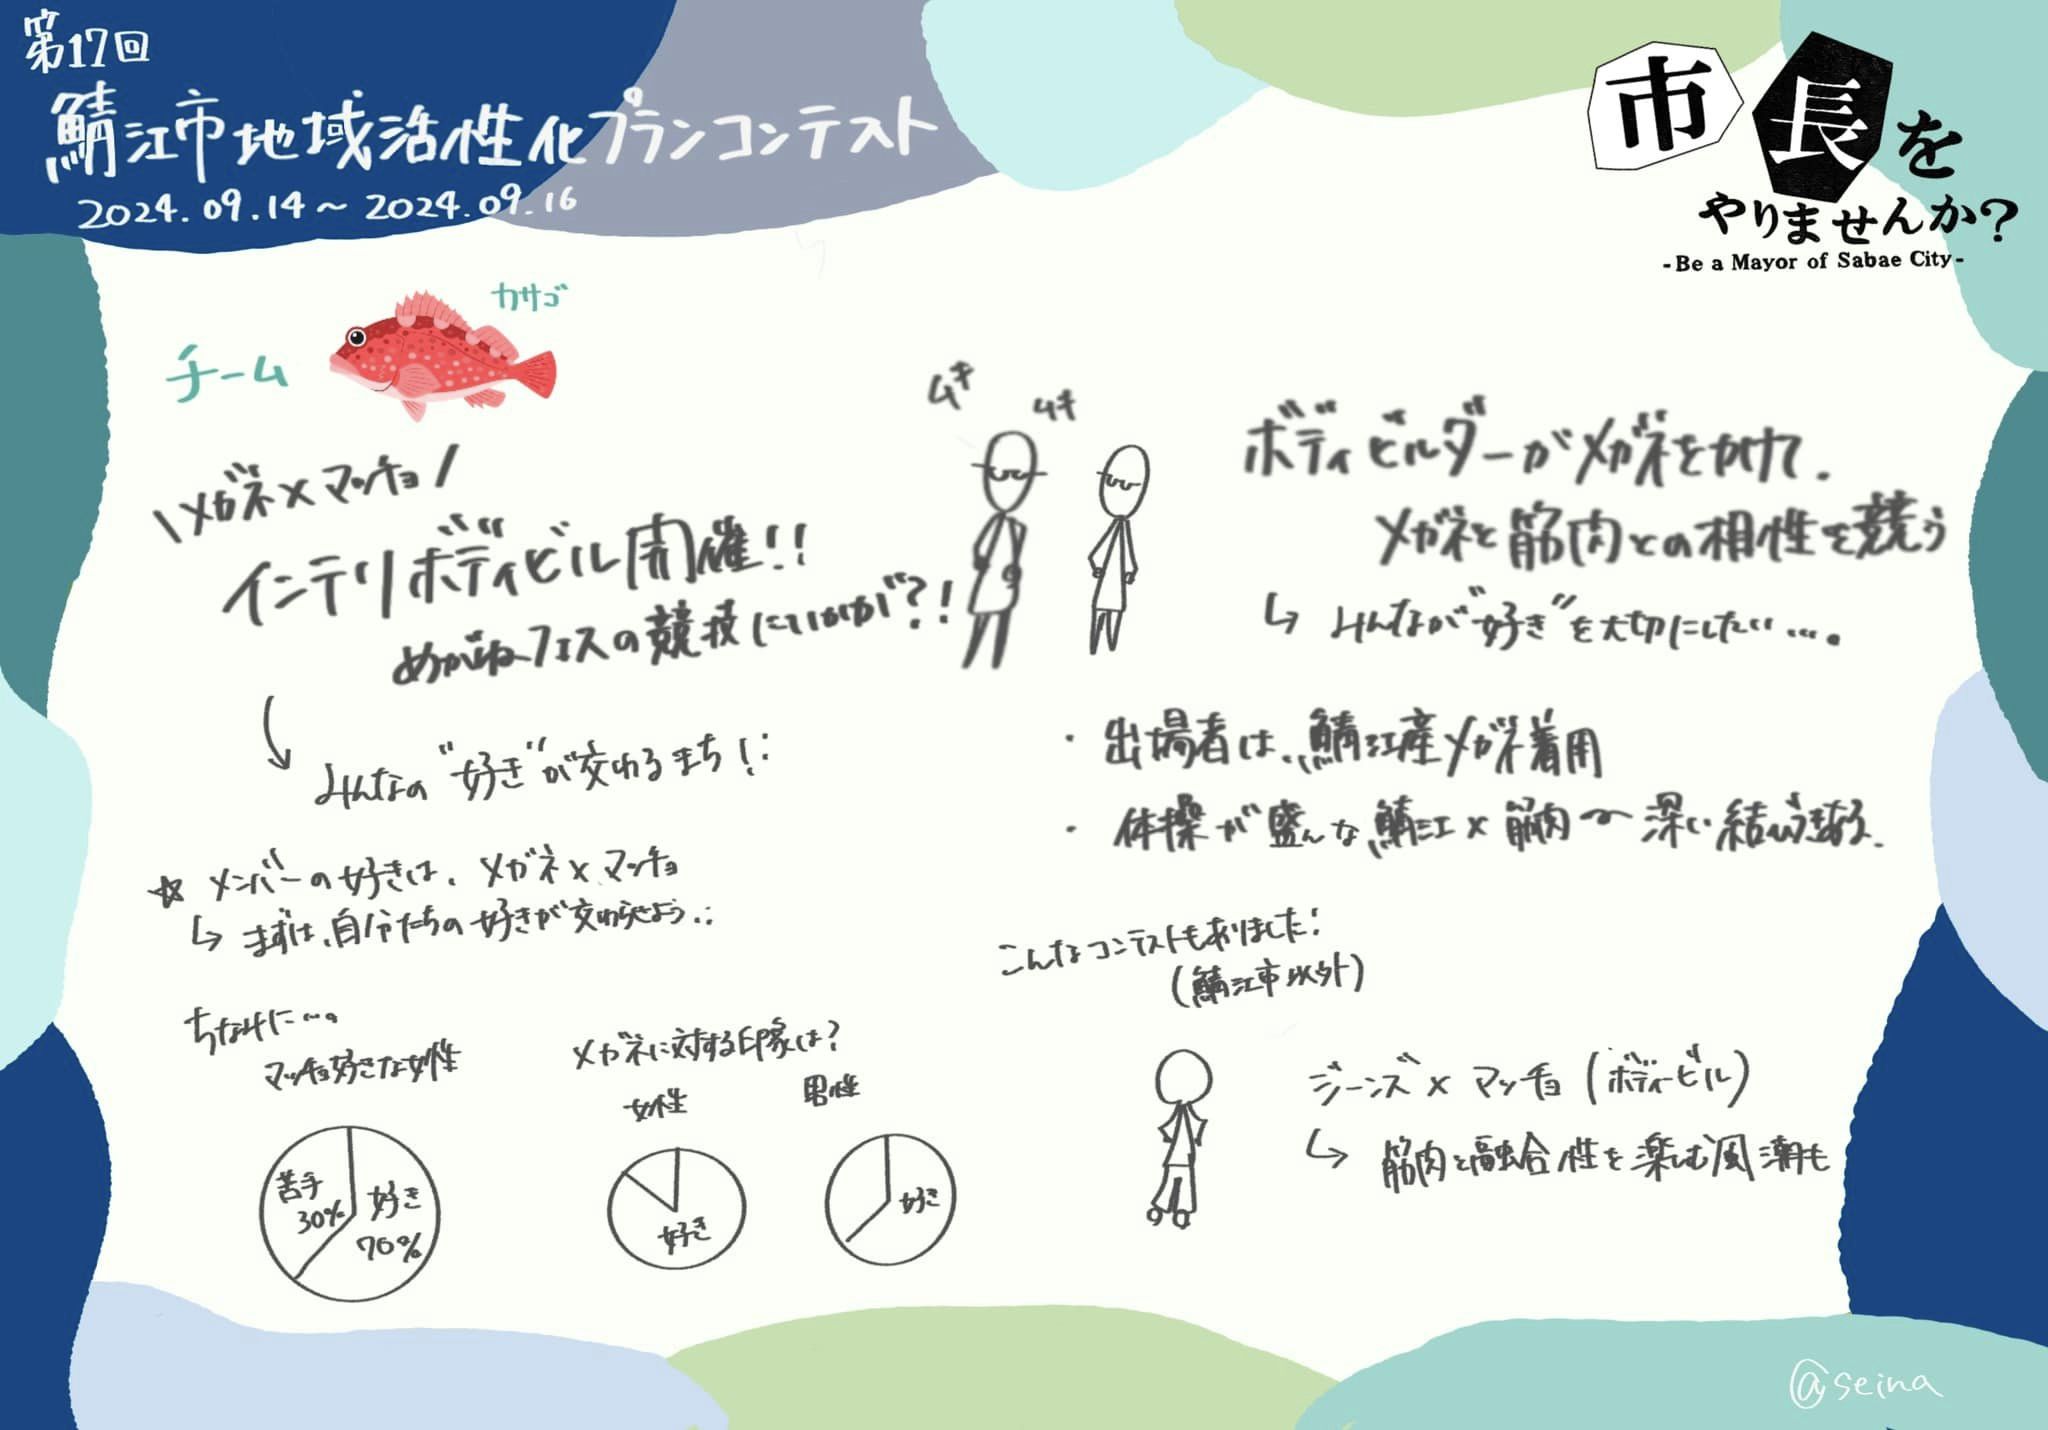 第17回
鯖江市地域活性化プランコンテスト
2024.09.14～2024.09.16
市長を
やりませんか?
-Be a Mayor of Sabae City-
チーム
カサゴ
\メガネ×マッチョ/
インテリボディビル開催!!
めがねフェスの競技にいかが?!
みんなの"好き"が交わるまち!:
☆ メンバーの好きは、メガネ×マッチョ
↳ まずは、自分たちの好きが交わらせよう..
ちなみに…。
マッチョ好きな女性
苦手
30%
好き
70%
メガネに対する印象は?
女性
好き
男性
好き
ムキ
ムキ
ボディビルダーがメガネをかけて.
メガネと筋肉との相性を競う
↳ みんなが"好き"を大切にしたい…。
・出場者は、鯖江産メガネ着用
・体操が盛んな鯖江×筋肉〜深い結びつきある.
こんなコンテストもありました!
(鯖江市以外)
ジーンズ×マッチョ(ボディービル)
↳ 筋肉と融合性を楽しむ風潮も
@seina